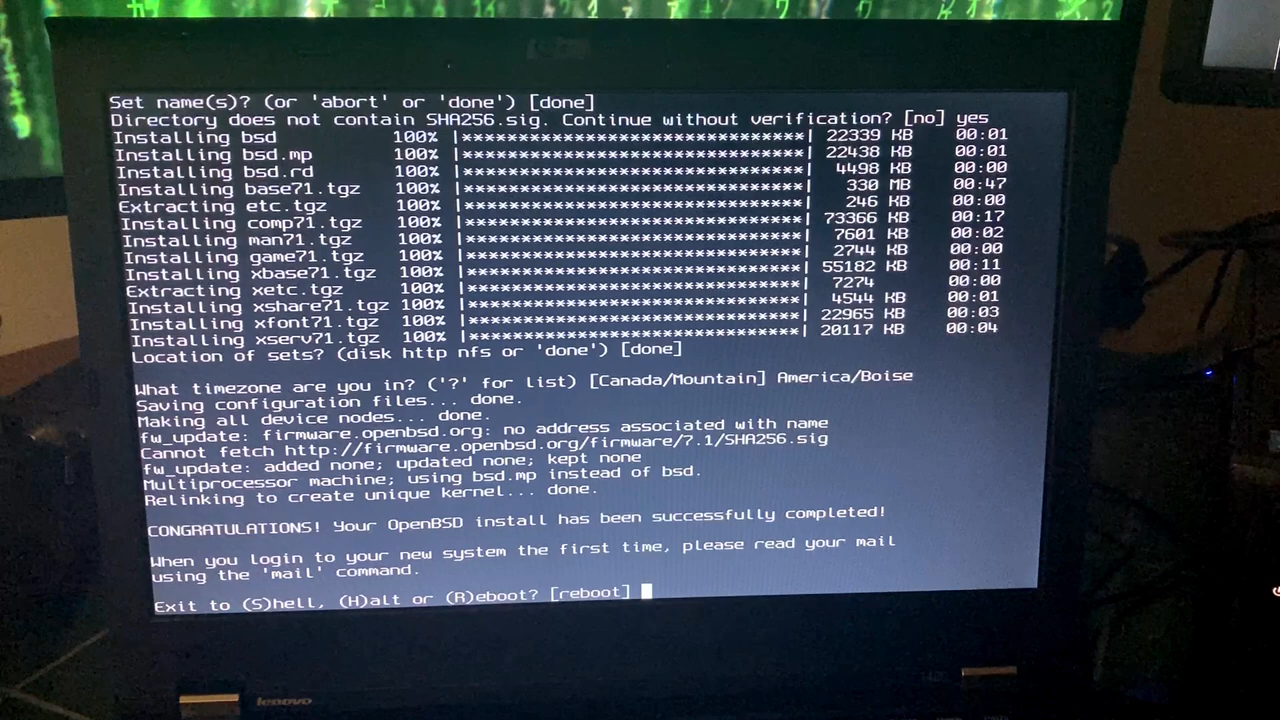 Set name(s)? (or 'abort' or 'done') [done]
Directory does not contain SHA256.sig. Continue without verification? [no] yes
Installing bsd 100% |**********************************| 22339 KB 00:01
Installing bsd.mp 100% |**********************************| 22438 KB 00:01
Installing bsd.rd 100% |**********************************| 4498 KB 00:00
Installing base71.tgz 100% |**********************************| 330 MB 00:47
Extracting etc.tgz 100% |**********************************| 246 KB 00:00
Installing comp71.tgz 100% |**********************************| 73366 KB 00:17
Installing man71.tgz 100% |**********************************| 7601 KB 00:02
Installing game71.tgz 100% |**********************************| 2744 KB 00:00
Installing xbase71.tgz 100% |**********************************| 55182 KB 00:11
Extracting xetc.tgz 100% |**********************************| 7274 00:00
Installing xshare71.tgz 100% |**********************************| 4544 KB 00:01
Installing xfont71.tgz 100% |**********************************| 22965 KB 00:03
Installing xserv71.tgz 100% |**********************************| 20117 KB 00:04
Location of sets? (disk http nfs or 'done') [done]
What timezone are you in? ('?' for list) [Canada/Mountain] America/Boise
Saving configuration files... done.
Making all device nodes... done.
fw_update: firmware.openbsd.org: no address associated with name
Cannot fetch http://firmware.openbsd.org/firmware/7.1/SHA256.sig
fw_update: added none; updated none; kept none
Multiprocessor machine; using bsd.mp instead of bsd.
Relinking to create unique kernel... done.
CONGRATULATIONS! Your OpenBSD install has been successfully completed!
When you login to your new system the first time, please read your mail
using the 'mail' command.
Exit to (S)hell, (H)alt or (R)eboot? [reboot]
lenovo